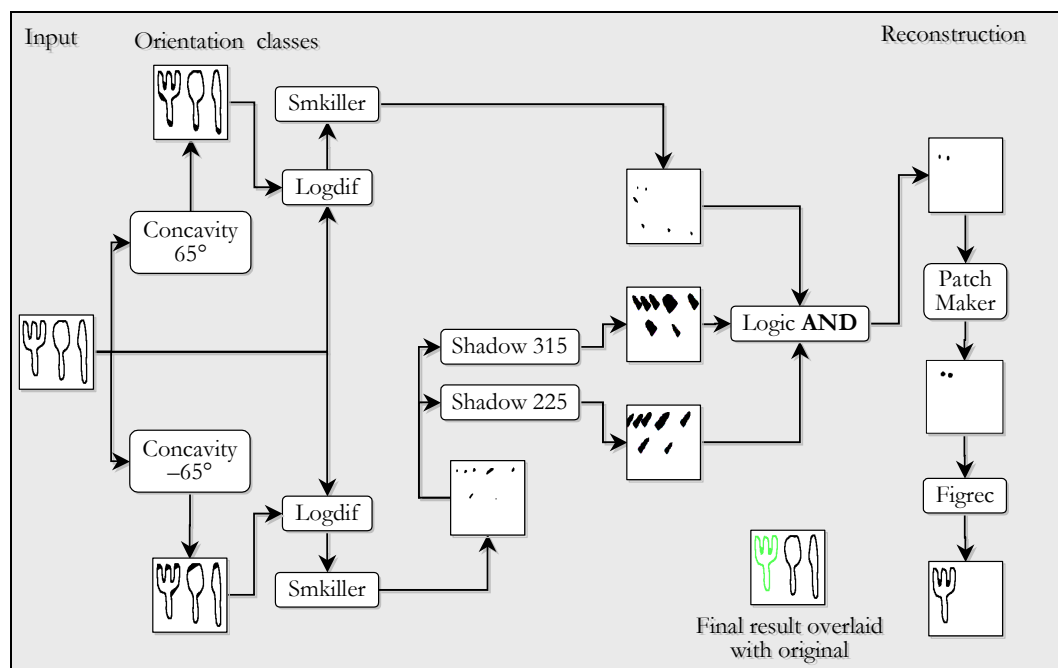 Input
Orientation classes
Reconstruction
Smkiller
Logdif
Concavity
65°
Patch
Maker
Logic AND
Shadow 315
Shadow 225
Concavity
–65°
Logdif
Figrec
Smkiller
Final result overlaid
with original